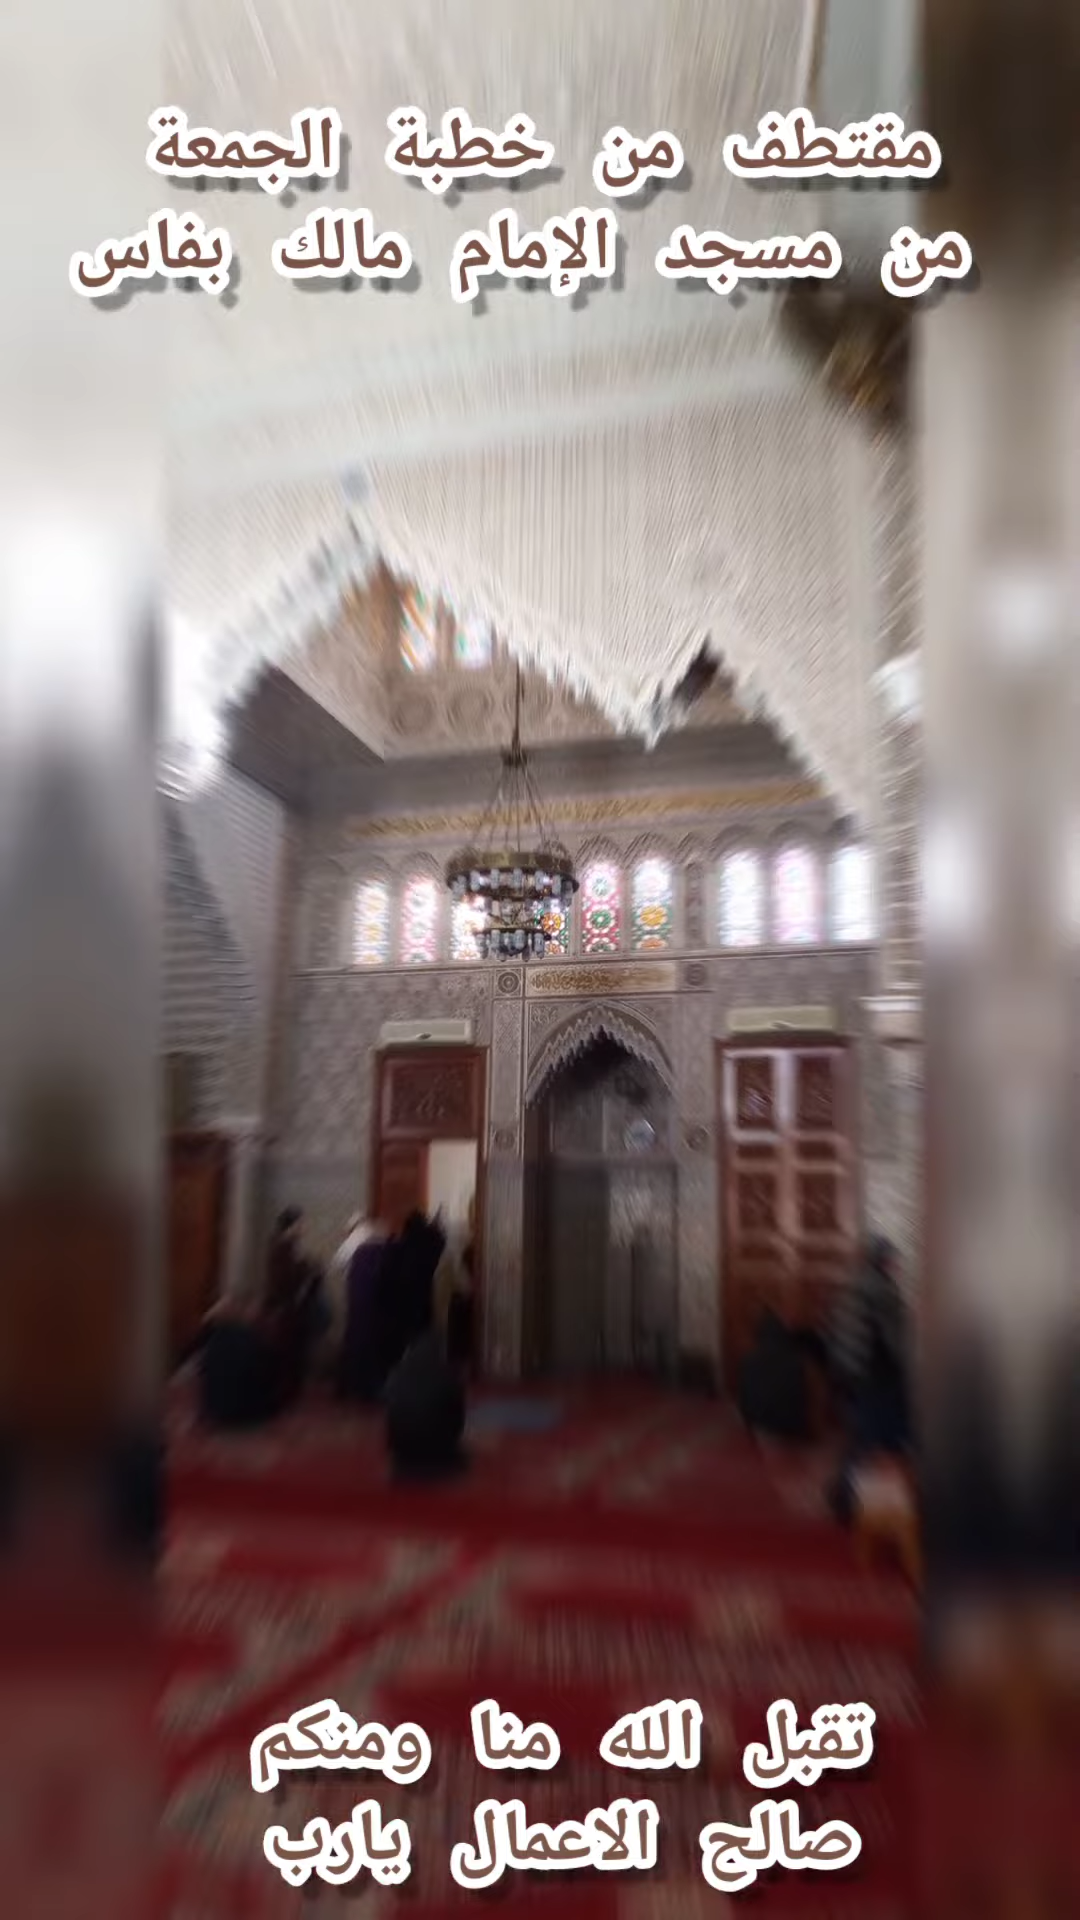 مقتطف من خطبة الجمعة
من مسجد الإمام مالك بفاس
تقبل الله منا ومنكم
صالح الاعمال يارب